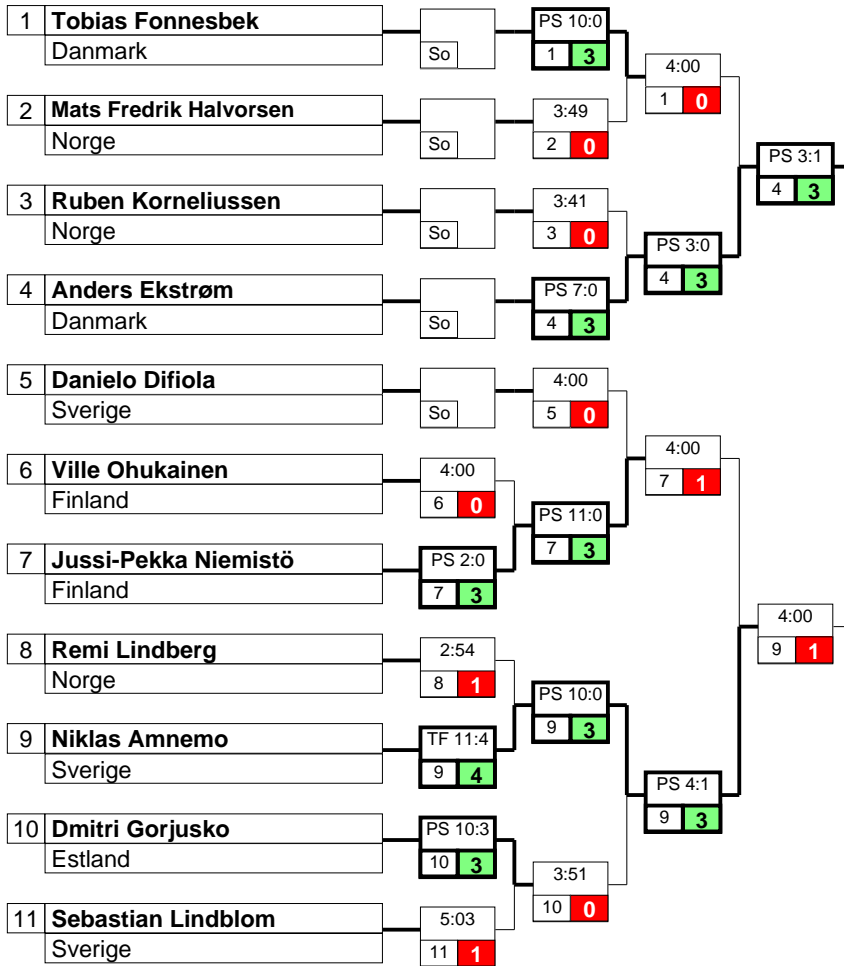 1 Tobias Fonnesbek So PS 10:0
Danmark 1 3 4:00
1 0
2 Mats Fredrik Halvorsen So 3:49
Norge 2 0 PS 3:1
4 3
3 Ruben Korneliussen So 3:41
Norge 3 0 PS 3:0
4 3
4 Anders Ekstrøm So PS 7:0
Danmark 4 3
5 Danielo Difiola So 4:00
Sverige 5 0 4:00
7 1
6 Ville Ohukainen 4:00
Finland 6 0 PS 11:0
7 3
7 Jussi-Pekka Niemistö PS 2:0
Finland 7 3
4:00
9 1
8 Remi Lindberg 2:54
Norge 8 1 PS 10:0
9 3
9 Niklas Amnemo TF 11:4
Sverige 9 4 PS 4:1
9 3
10 Dmitri Gorjusko PS 10:3
Estland 10 3 3:51
10 0
11 Sebastian Lindblom 5:03
Sverige 11 1